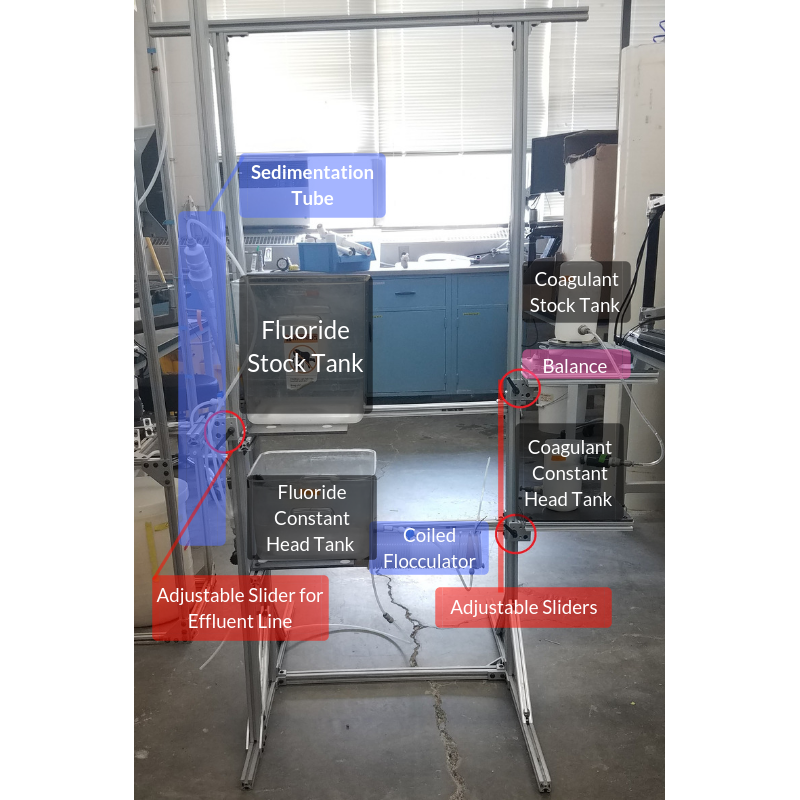 Sedimentation
Tube
Fluoride
Stock Tank
Coagulant
Stock Tank
Balance
Coagulant
Constant
Head Tank
Fluoride
Constant
Head Tank
Coiled
Flocculator
Adjustable Slider for
Effluent Line
Adjustable Sliders